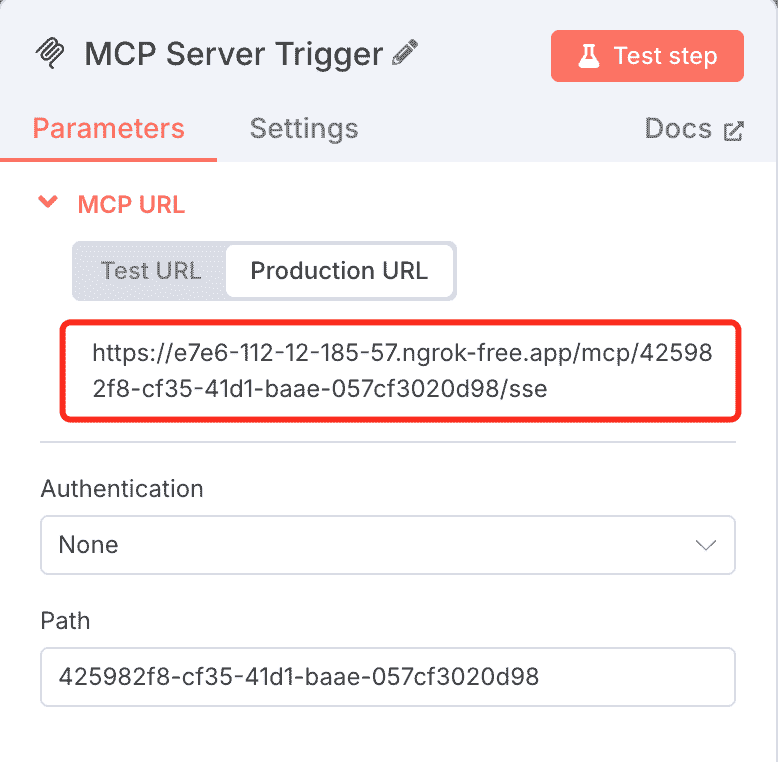 MCP Server Trigger
Test step
Parameters
Settings
Docs
MCP URL
Test URL
Production URL
https://e7e6-112-12-185-57.ngrok-free.app/mcp/42598
2f8-cf35-41d1-baae-057cf3020d98/sse
Authentication
None
Path
425982f8-cf35-41d1-baae-057cf3020d98